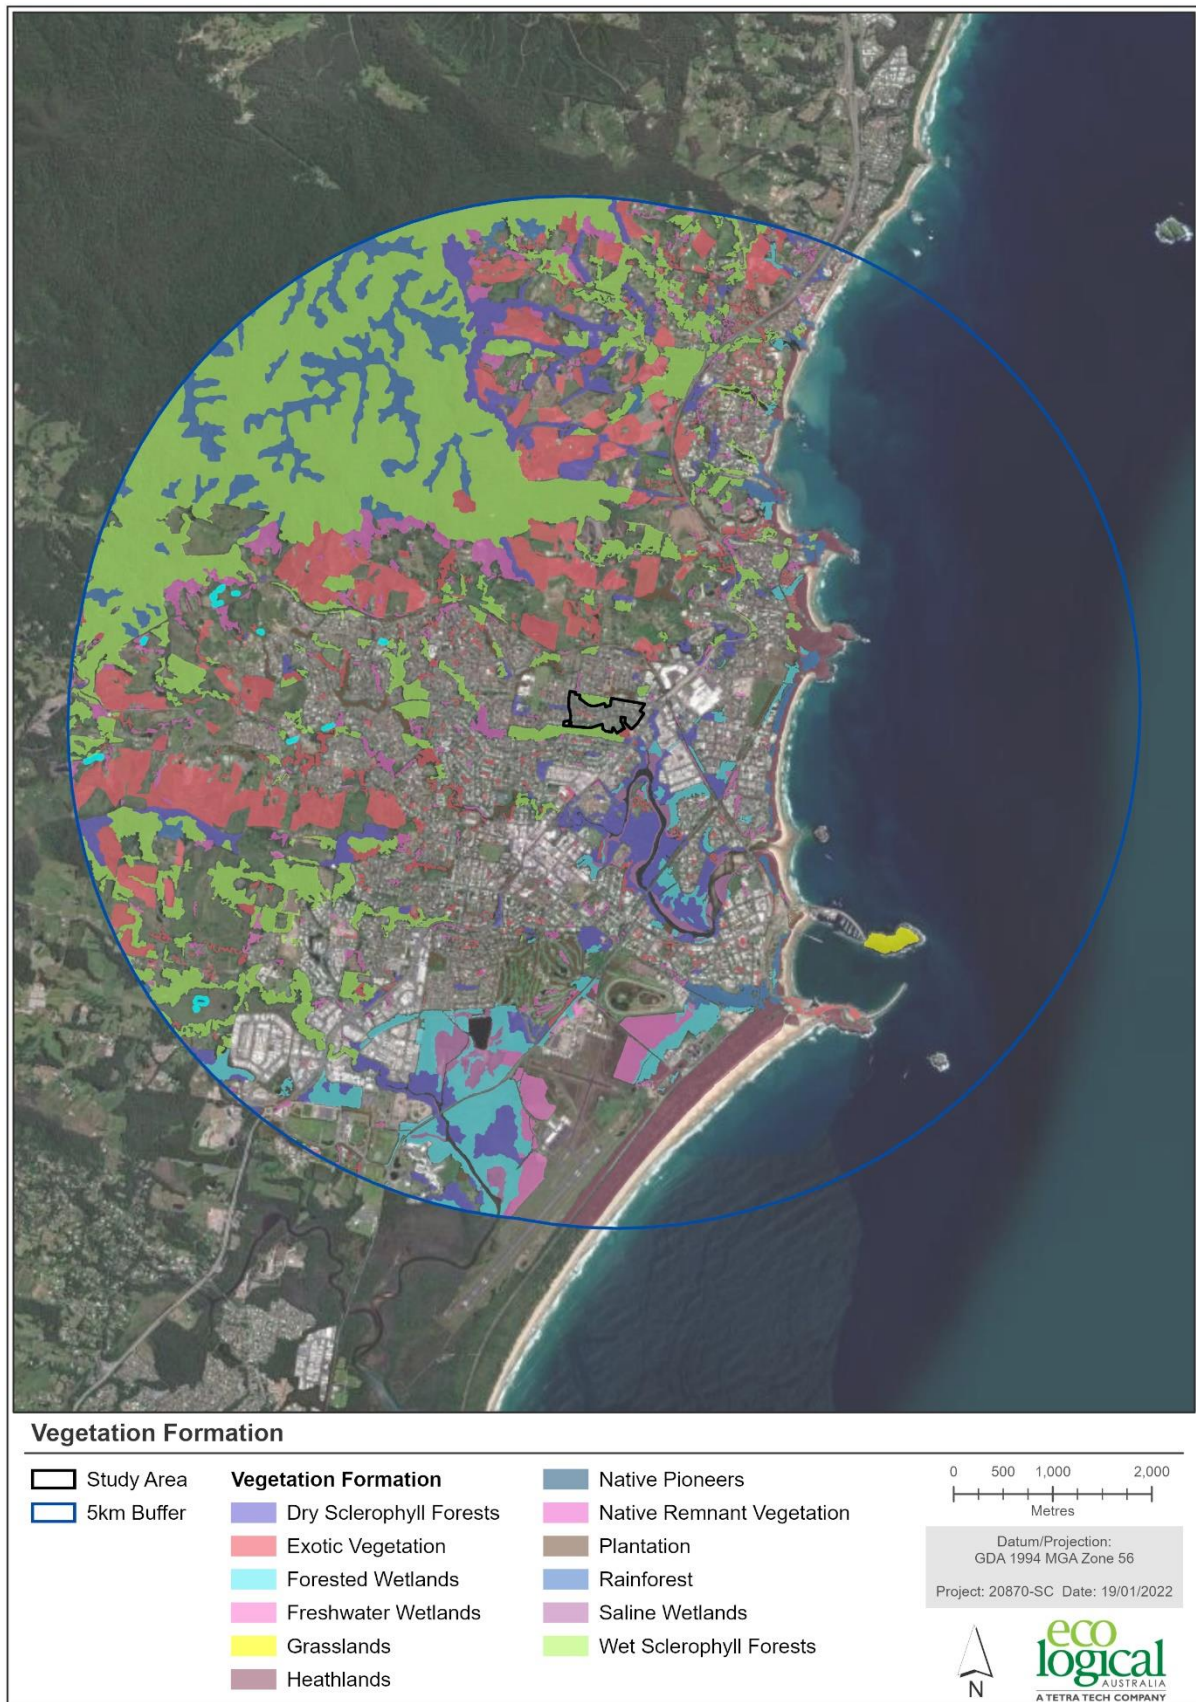 Vegetation Formation
Study Area
5km Buffer
Vegetation Formation
Dry Sclerophyll Forests
Exotic Vegetation
Forested Wetlands
Freshwater Wetlands
Grasslands
Heathlands
Native Pioneers
Native Remnant Vegetation
Plantation
Rainforest
Saline Wetlands
Wet Sclerophyll Forests
0 500 1,000 2,000
Metres
Datum/Projection:
GDA 1994 MGA Zone 56
Project: 20870-SC Date: 19/01/2022
N
eco
logical
AUSTRALIA
A TETRA TECH COMPANY